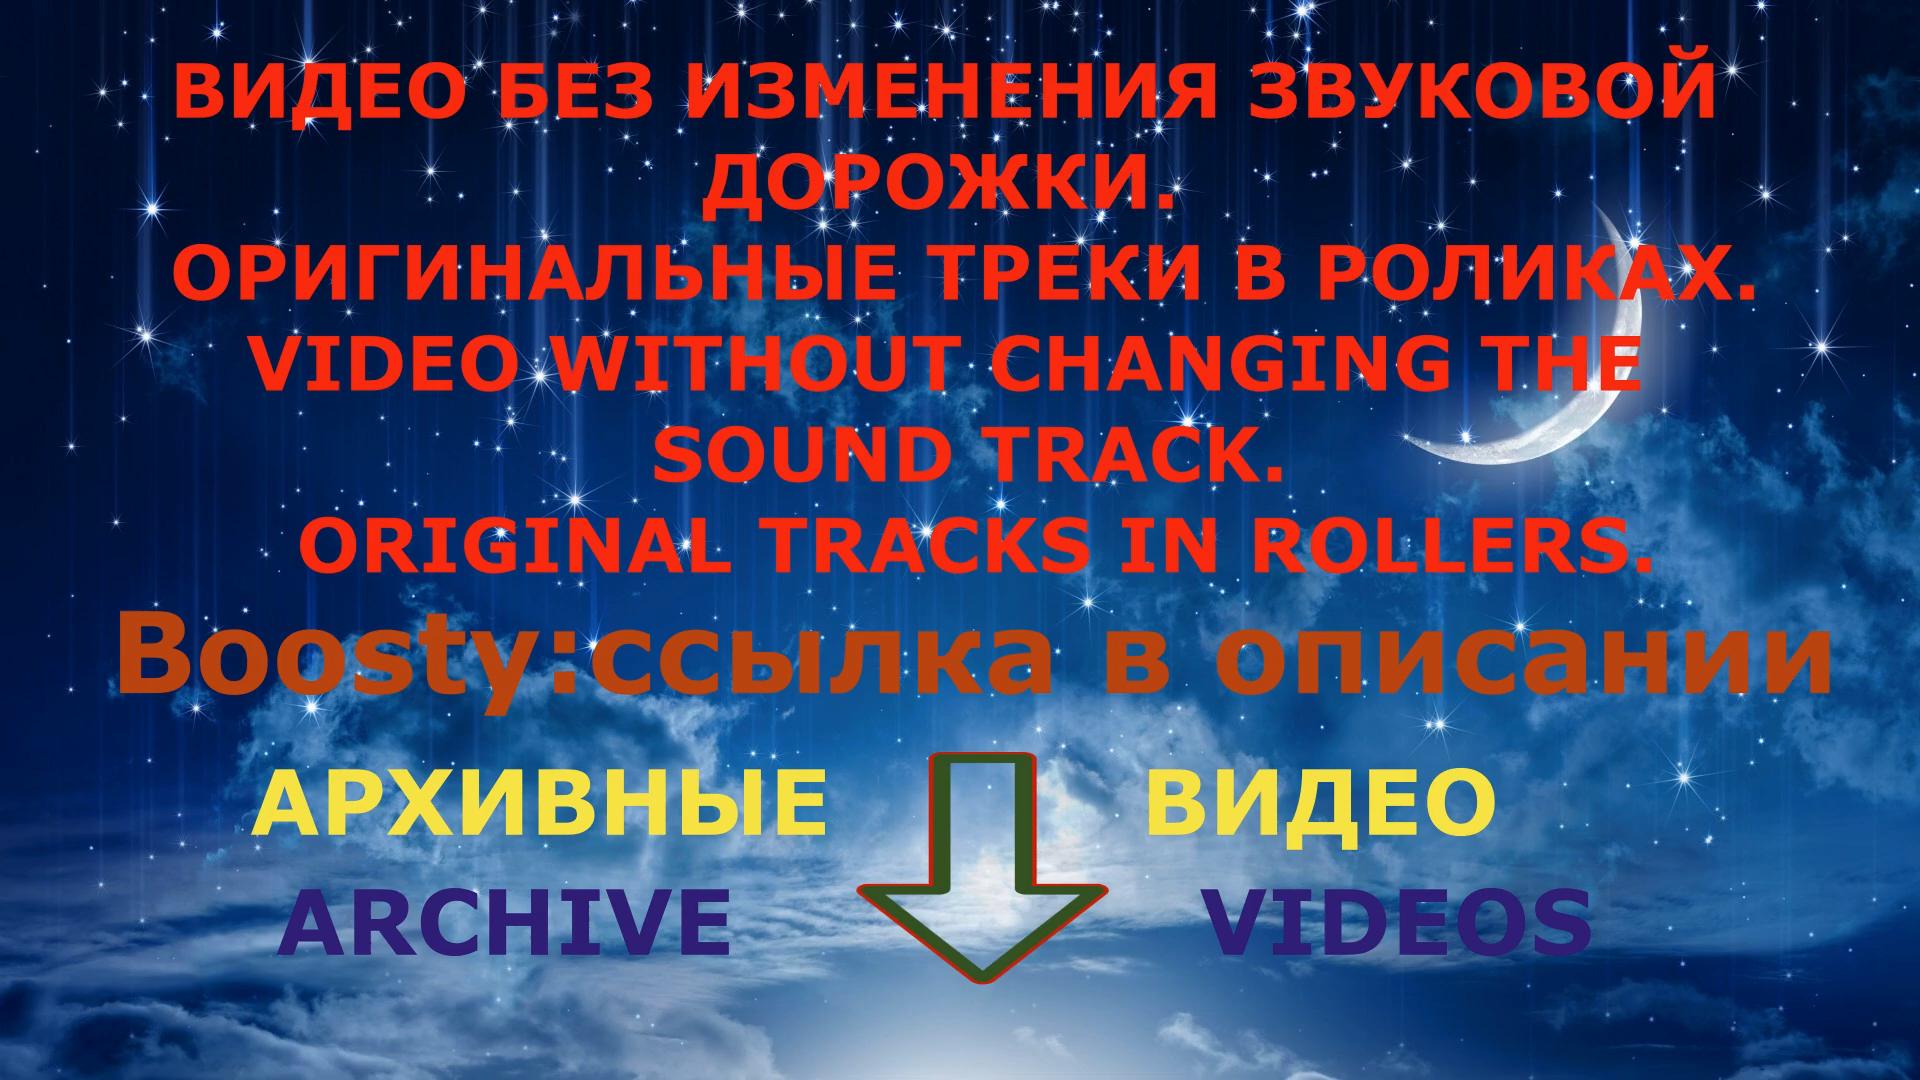 ВИДЕО БЕЗ ИЗМЕНЕНИЯ ЗВУКОВОЙ
ДОРОЖКИ.
ОРИГИНАЛЬНЫЕ ТРЕКИ В РОЛИКАХ.
VIDEO WITHOUT CHANGING THE
SOUND TRACK.
ORIGINAL TRACKS IN ROLLERS.
Boosty:ссылка в описании
АРХИВНЫЕ ВИДЕО
ARCHIVE VIDEOS